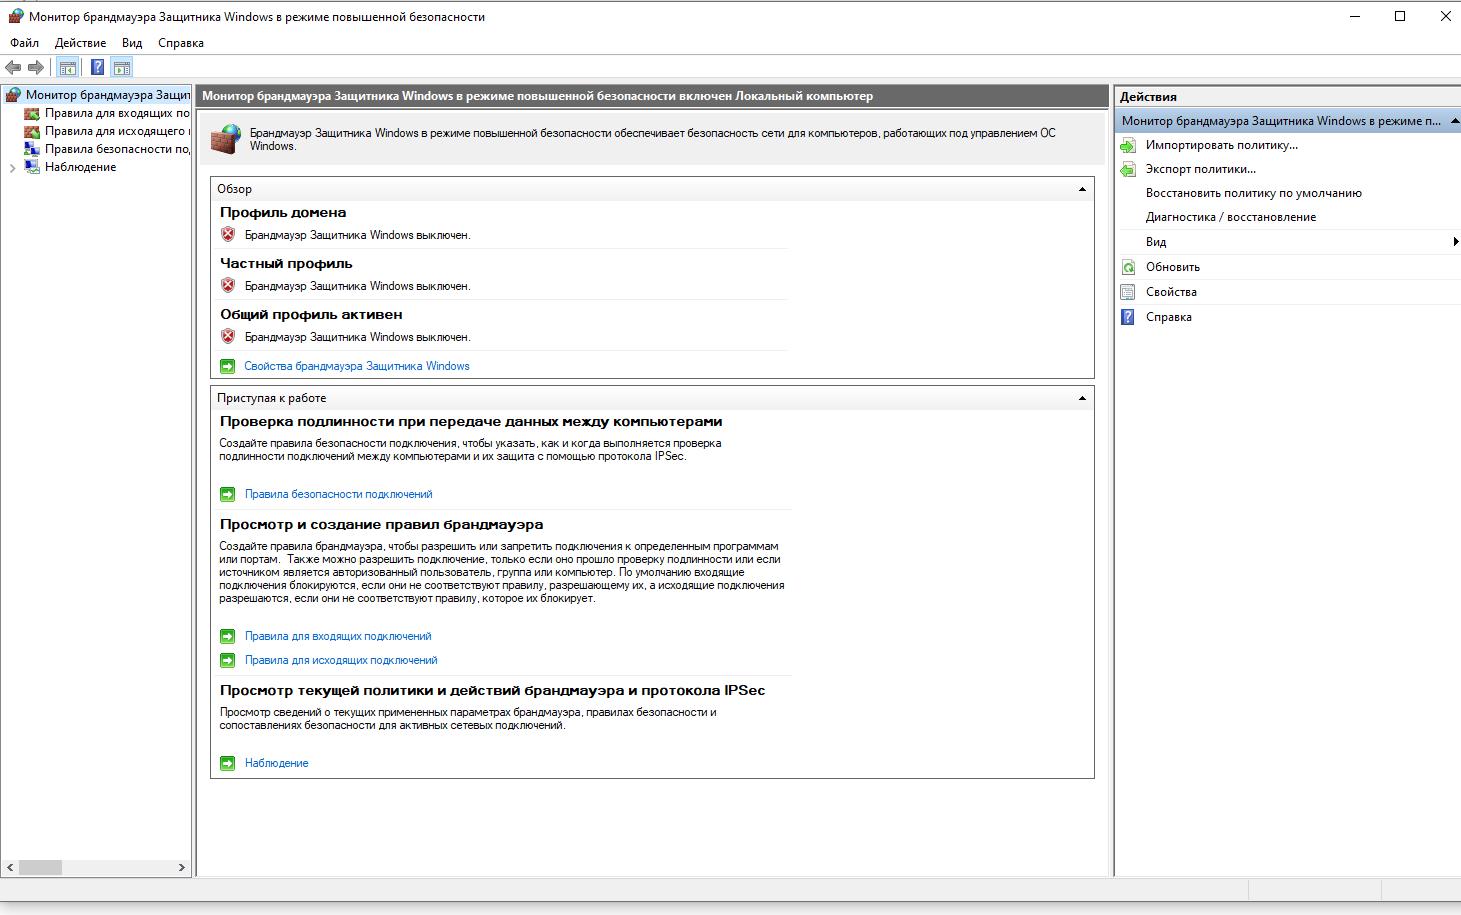 Монитор брандмауэра Защитника Windows в режиме повышенной безопасности
Файл Действие Вид Справка
Монитор брандмауэра Защит
Правила для входящих по
Правила для исходящего
Правила безопасности по
Наблюдение
Монитор брандмауэра Защитника Windows в режиме повышенной безопасности включен Локальный компьютер
Брандмауэр Защитника Windows в режиме повышенной безопасности обеспечивает безопасность сети для компьютеров, работающих под управлением ОС
Windows.
Обзор
Профиль домена
Брандмауэр Защитника Windows выключен.
Частный профиль
Брандмауэр Защитника Windows выключен.
Общий профиль активен
Брандмауэр Защитника Windows выключен.
Свойства брандмауэра Защитника Windows
Приступая к работе
Проверка подлинности при передаче данных между компьютерами
Создайте правила безопасности подключения, чтобы указать, как и когда выполняется проверка
подлинности подключений между компьютерами и их защита с помощью протокола IPSec.
Правила безопасности подключений
Просмотр и создание правил брандмауэра
Создайте правила брандмауэра, чтобы разрешить или запретить подключения к определенным программам
или портам. Также можно разрешить подключение, только если оно прошло проверку подлинности или если
источником является авторизованный пользователь, группа или компьютер. По умолчанию входящие
подключения блокируются, если они не соответствуют правилу, разрешающему их, а исходящие подключения
разрешаются, если они не соответствуют правилу, которое их блокирует.
Правила для входящих подключений
Правила для исходящих подключений
Просмотр текущей политики и действий брандмауэра и протокола IPSec
Просмотр сведений о текущих примененных параметрах брандмауэра, правилах безопасности и
сопоставлениях безопасности для активных сетевых подключений.
Наблюдение
Действия
Монитор брандмауэра Защитника Windows в режиме п...
Импортировать политику...
Экспорт политики...
Восстановить политику по умолчанию
Диагностика / восстановление
Вид
Обновить
Свойства
Справка